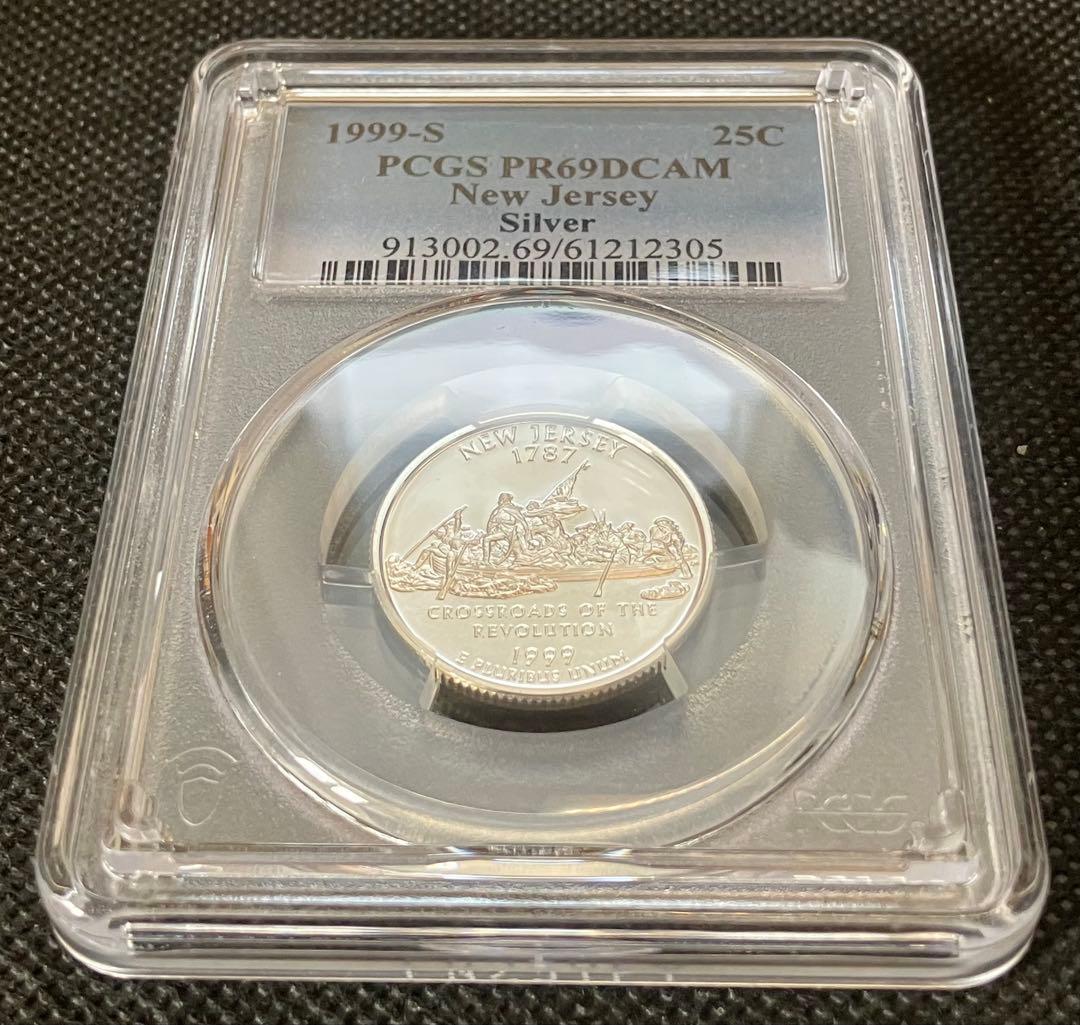 1999-S 25C
PCGS PR69DCAM
New Jersey
Silver
913002.69/61212305
NEW JERSEY
1787
CROSSROADS OF THE
REVOLUTION
1999
E PLURIBUS UNUM
PCGS